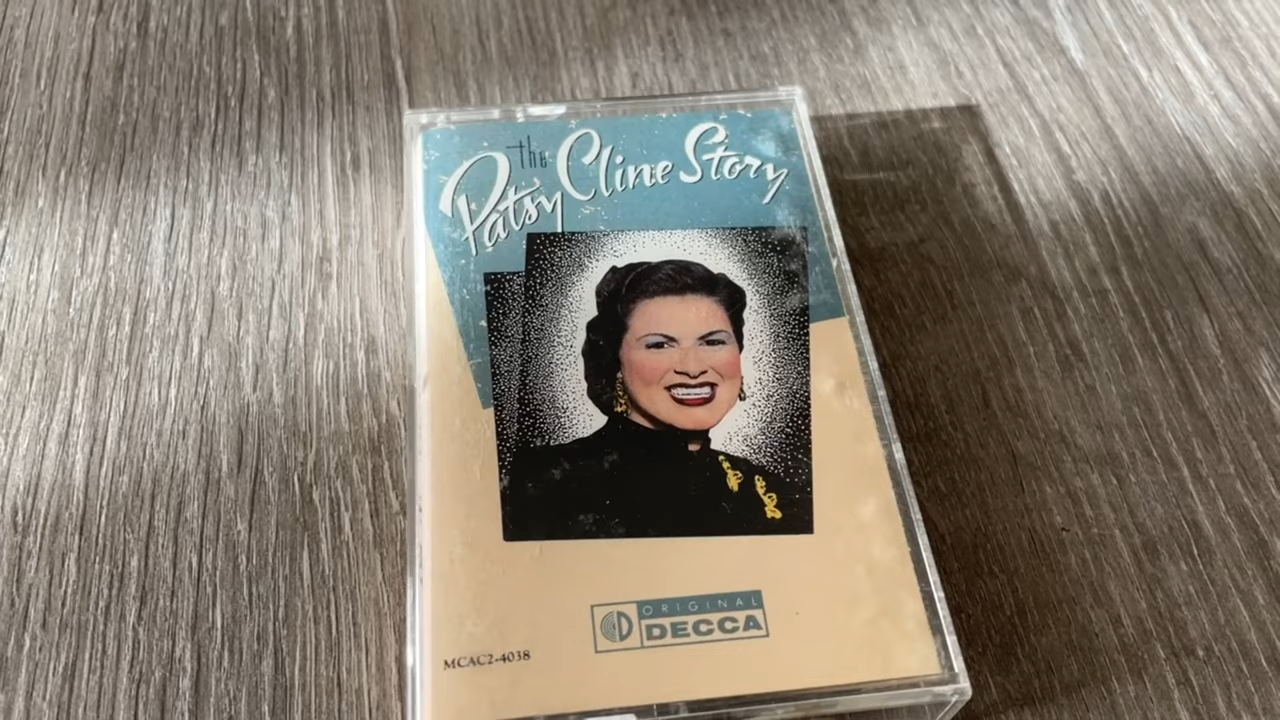 the
Patsy Cline Story
ORIGINAL
DECCA
MCAC2-4038